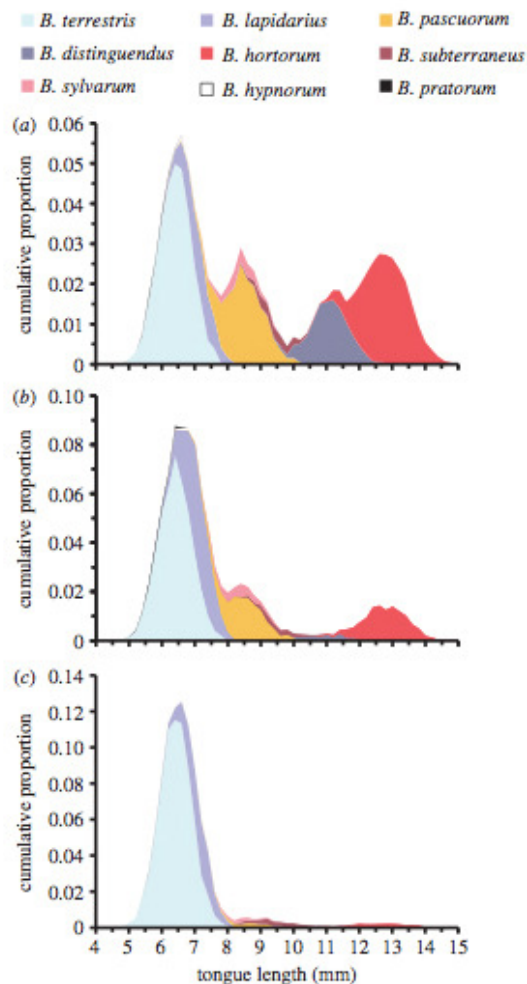 B. terrestris B. lapidarius B. pascuorum
B. distinguendus B. hortorum B. subterraneus
B. sylvarum B. hypnorum B. pratorum
(a) 0.06
0.05
0.04
0.03
0.02
0.01
0
cumulative proportion
(b) 0.10
0.08
0.06
0.04
0.02
0
cumulative proportion
(c) 0.14
0.12
0.10
0.08
0.06
0.04
0.02
0
cumulative proportion
4 5 6 7 8 9 10 11 12 13 14 15
tongue length (mm)